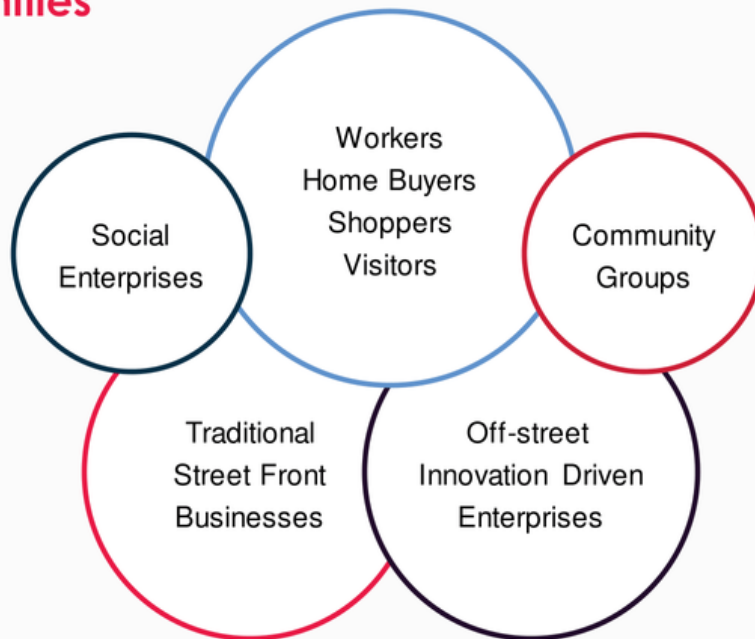 Workers
Home Buyers
Shoppers
Visitors
Social
Enterprises
Community
Groups
Traditional
Street Front
Businesses
Off-street
Innovation Driven
Enterprises